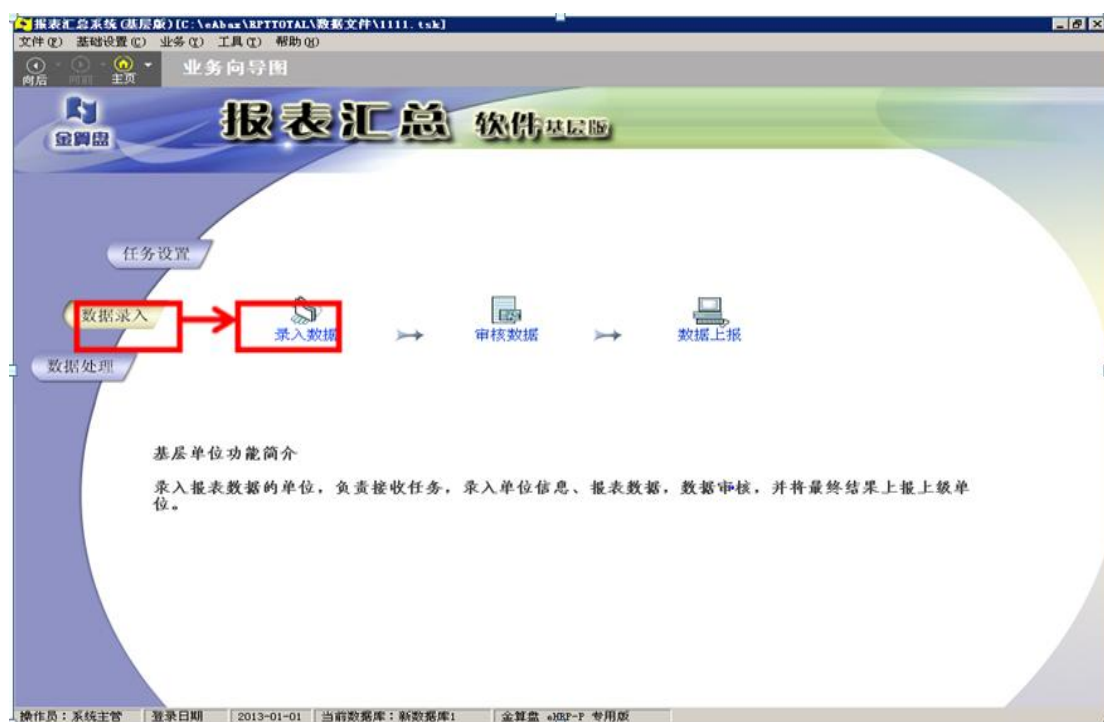 报表汇总系统(基层版)[C:\eAbax\RPTTOTAL\数据文件\1111.tsk]
文件(F) 基础设置(C) 业务(Y) 工具(T) 帮助(H)
向后 向前 主页 业务向导图
金算盘 报表汇总 软件基层版
任务设置
数据录入 录入数据 审核数据 数据上报
数据处理
基层单位功能简介
录入报表数据的单位，负责接收任务，录入单位信息、报表数据，数据审核，并将最终结果上报上级单
位。
操作员：系统主管 登录日期 2013-01-01 当前数据库：新数据库1 金算盘 eHRP-P 专用版